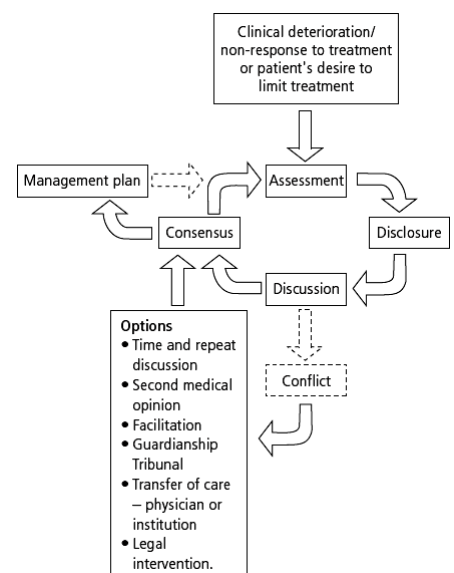 Clinical deterioration/
non-response to treatment
or patient's desire to
limit treatment
Management plan
Assessment
Consensus
Disclosure
Discussion
Options
• Time and repeat
discussion
• Second medical
opinion
• Facilitation
• Guardianship
Tribunal
• Transfer of care
– physician or
institution
• Legal
intervention.
Conflict